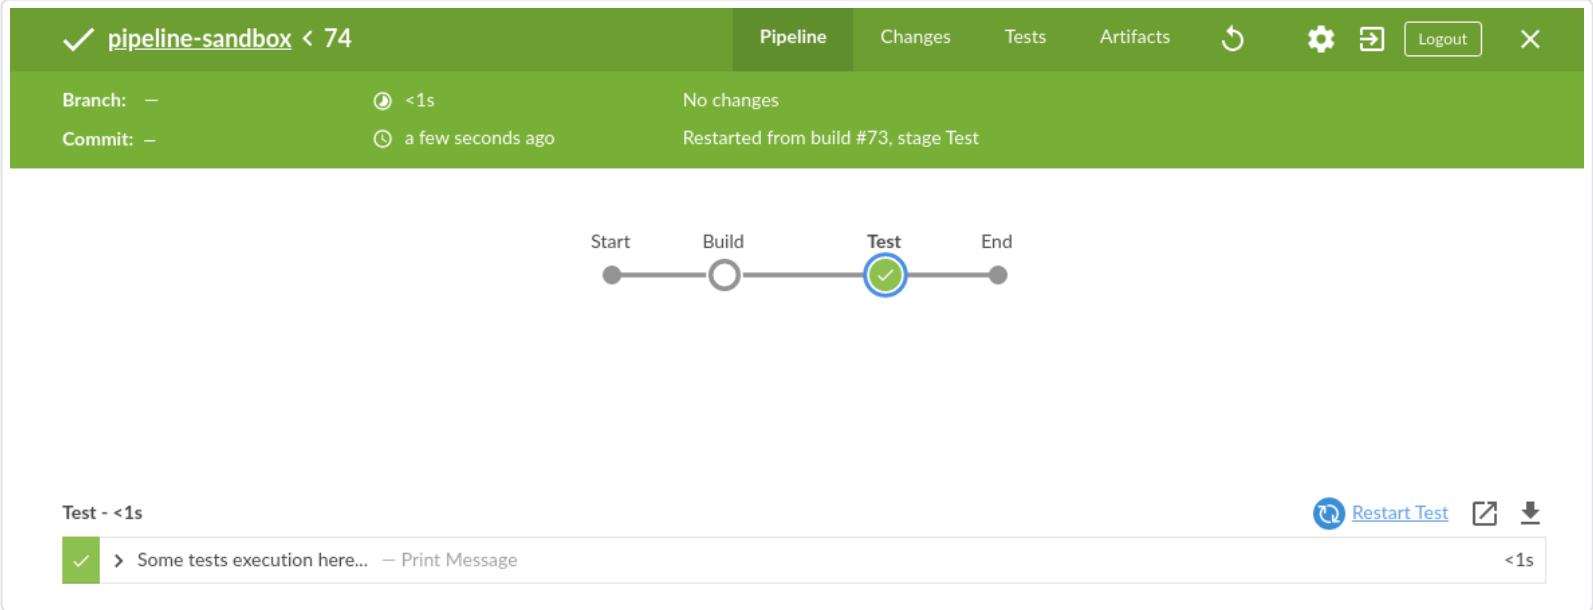 pipeline-sandbox < 74
Pipeline Changes Tests Artifacts Logout
Branch: — <1s No changes
Commit: — a few seconds ago Restarted from build #73, stage Test
Start Build Test End
Test - <1s Restart Test
Some tests execution here... — Print Message <1s